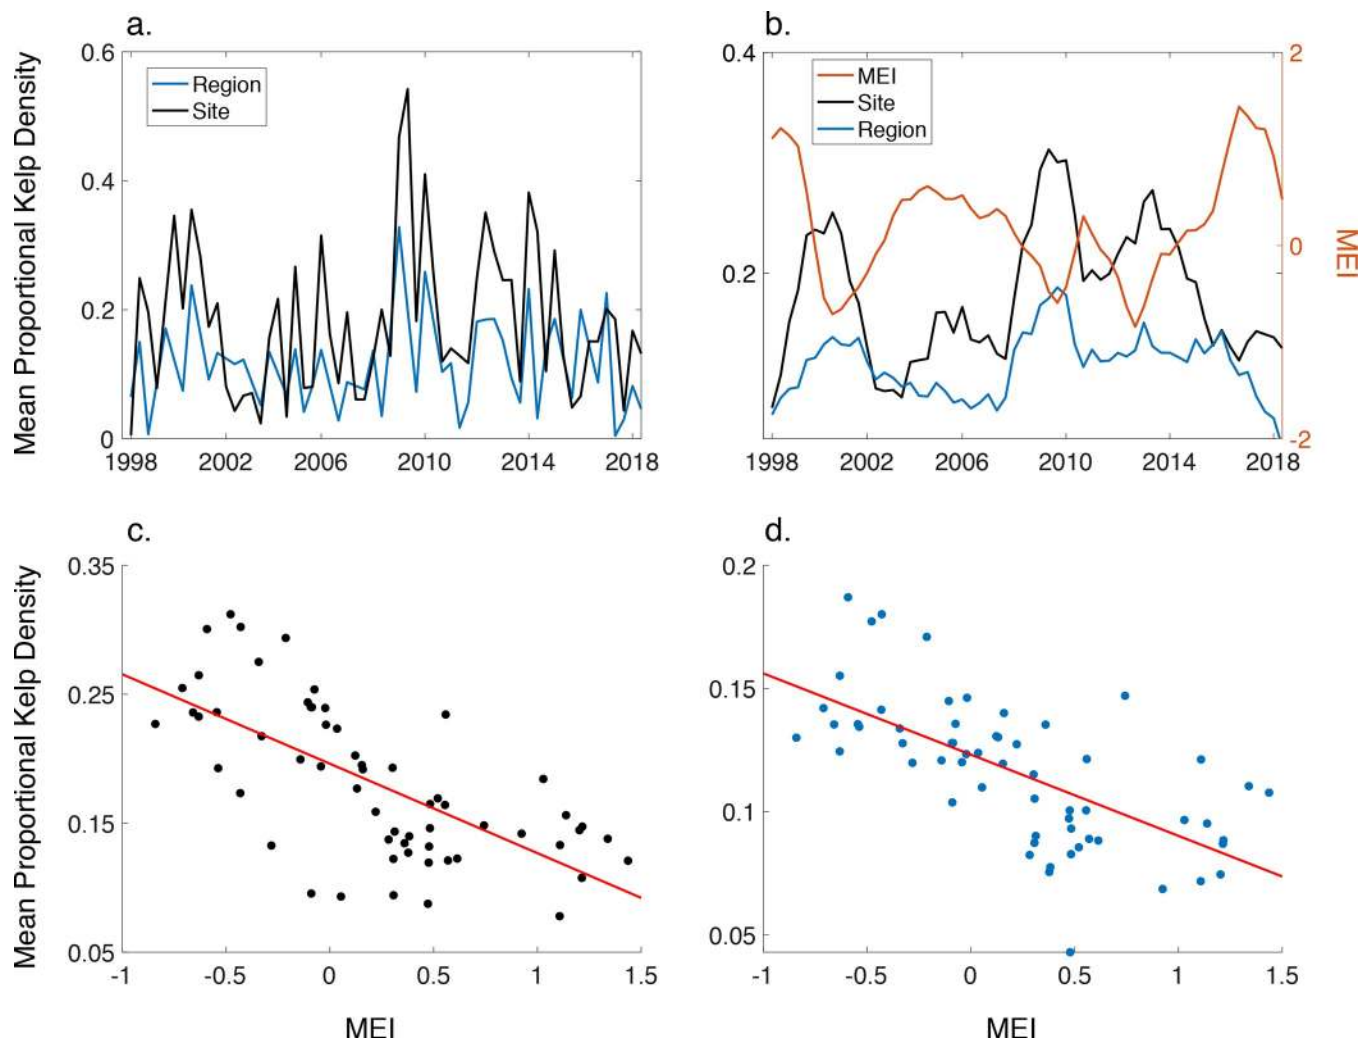 a.
Mean Proportional Kelp Density
0.6
0.4
0.2
0
Region
Site
1998 2002 2006 2010 2014 2018
b.
0.4
0.2
MEI
Site
Region
2
0
-2
MEI
1998 2002 2006 2010 2014 2018
c.
Mean Proportional Kelp Density
0.35
0.25
0.15
0.05
-1 -0.5 0 0.5 1 1.5
MEI
d.
0.2
0.15
0.1
0.05
-1 -0.5 0 0.5 1 1.5
MEI